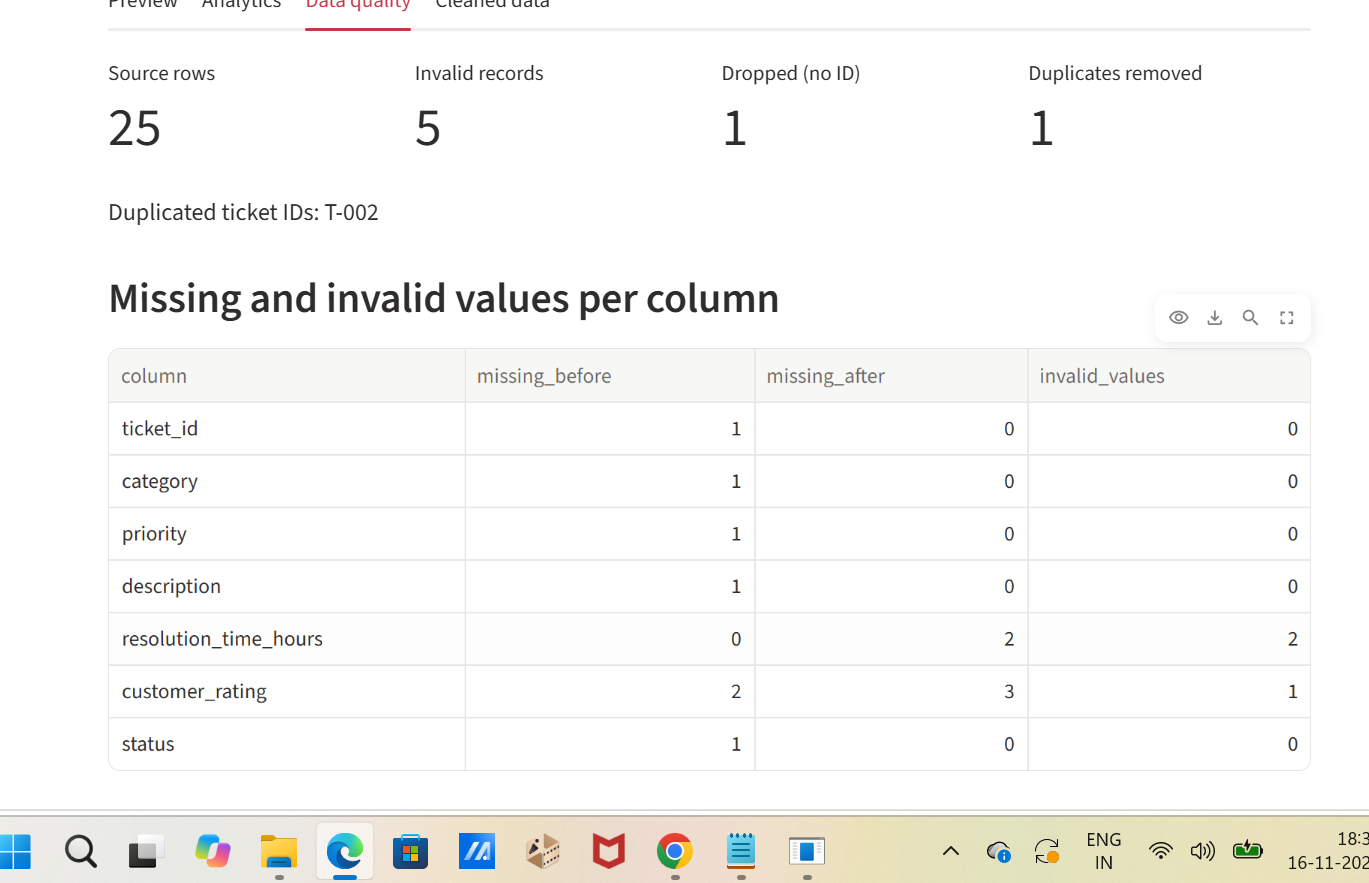 Preview Analytics Data quality Cleaned data
Source rows Invalid records Dropped (no ID) Duplicates removed
25 5 1 1
Duplicated ticket IDs: T-002
Missing and invalid values per column
column missing_before missing_after invalid_values
ticket_id 1 0 0
category 1 0 0
priority 1 0 0
description 1 0 0
resolution_time_hours 0 2 2
customer_rating 2 3 1
status 1 0 0
ENG 18:3
IN 16-11-202